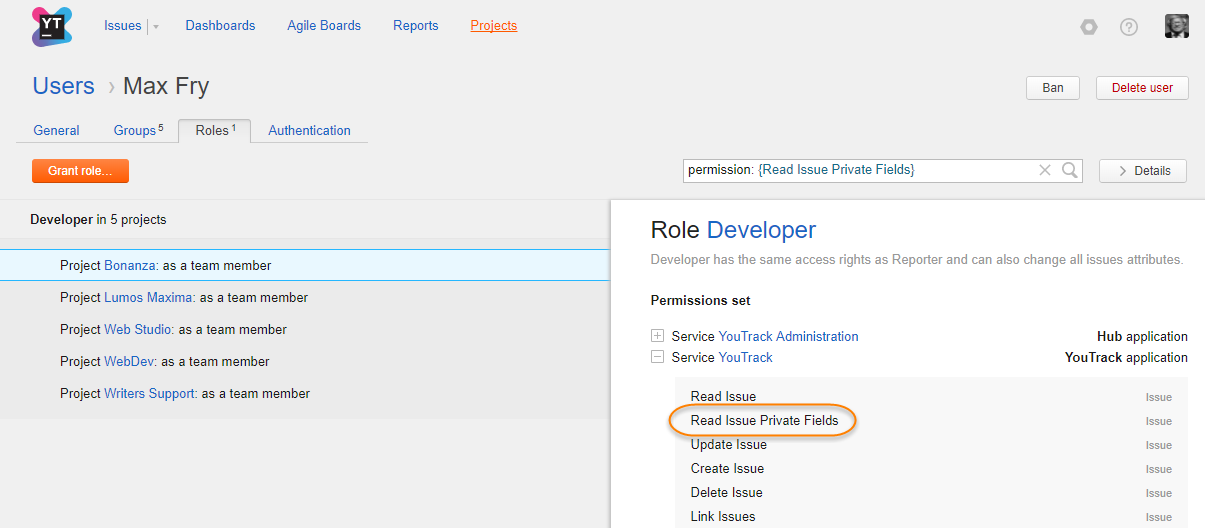 YT
Issues Dashboards Agile Boards Reports Projects
Users › Max Fry
Ban Delete user
General Groups 5 Roles 1 Authentication
Grant role...
permission: {Read Issue Private Fields}
Details
Developer in 5 projects
Project Bonanza: as a team member
Project Lumos Maxima: as a team member
Project Web Studio: as a team member
Project WebDev: as a team member
Project Writers Support: as a team member
Role Developer
Developer has the same access rights as Reporter and can also change all issues attributes.
Permissions set
Service YouTrack Administration Hub application
Service YouTrack YouTrack application
Read Issue Issue
Read Issue Private Fields Issue
Update Issue Issue
Create Issue Issue
Delete Issue Issue
Link Issues Issue